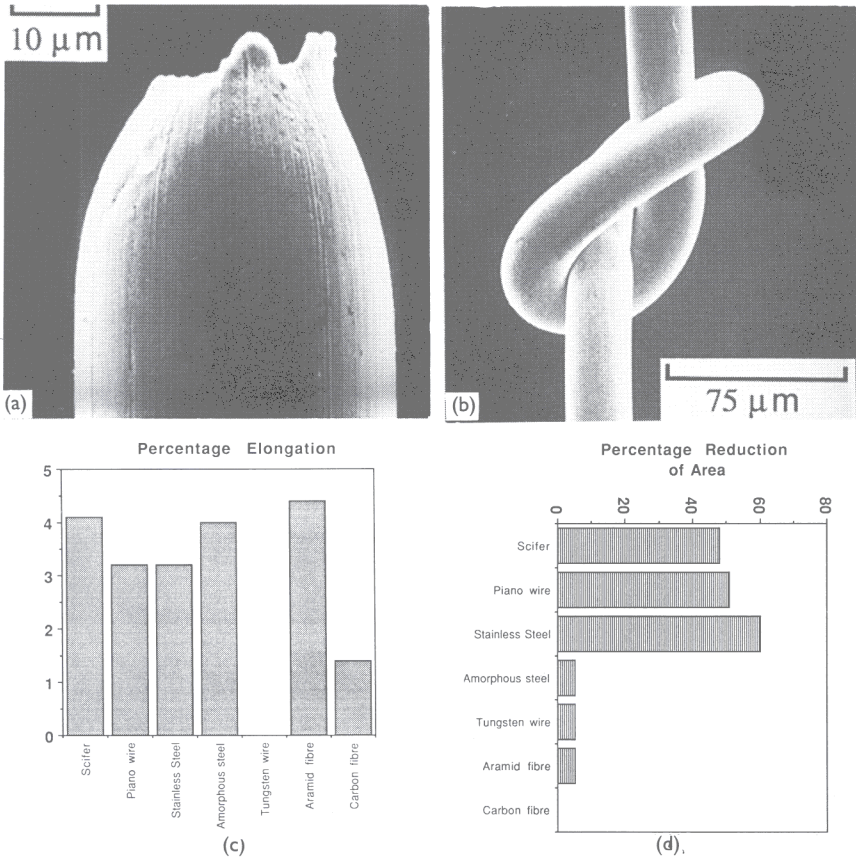 10 μm
(a)
75 μm
(b)
Percentage Elongation
5
4
3
2
1
0
Scifer
Piano wire
Stainless Steel
Amorphous steel
Tungsten wire
Aramid fibre
Carbon fibre
(c)
Percentage Reduction
of Area
0 20 40 60 80
Scifer
Piano wire
Stainless Steel
Amorphous steel
Tungsten wire
Aramid fibre
Carbon fibre
(d)